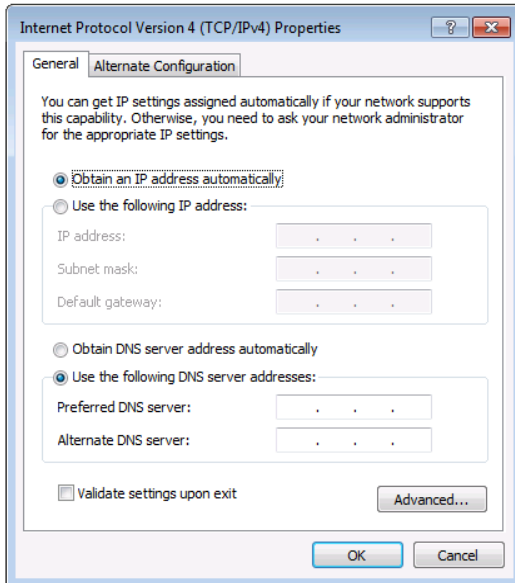 Internet Protocol Version 4 (TCP/IPv4) Properties
General
Alternate Configuration
You can get IP settings assigned automatically if your network supports
this capability. Otherwise, you need to ask your network administrator
for the appropriate IP settings.
Obtain an IP address automatically
Use the following IP address:
IP address:
Subnet mask:
Default gateway:
Obtain DNS server address automatically
Use the following DNS server addresses:
Preferred DNS server:
Alternate DNS server:
Validate settings upon exit
Advanced...
OK
Cancel